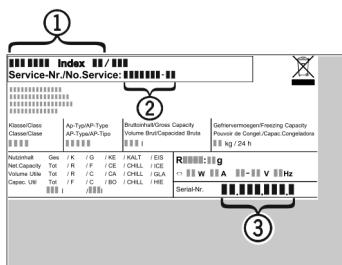 1
Index /
Service-Nr./No.Service: -
2
Klasse/Class
Classe/Clase
Ap-Typ/AP-Type
AP-Type/AP-Tipo
Bruttoinhalt/Gross Capacity
Volume Brut/Capacidad Bruta
l
Gefriervermoegen/Freezing Capacity
Pouvoir de Congel./Capac.Congeladora
kg / 24 h
Nutzinhalt Ges / K / G / KE / KALT / EIS
Net.Capacity Tot / R / F / CE / CHILL / ICE
Volume Utile Tot / F / C / CA / CHILL / GLA
Capac. Util Tot / R / C / BO / CHILL / HIE
l / l
R : g
W A - V Hz
Serial-Nr. . . .
3